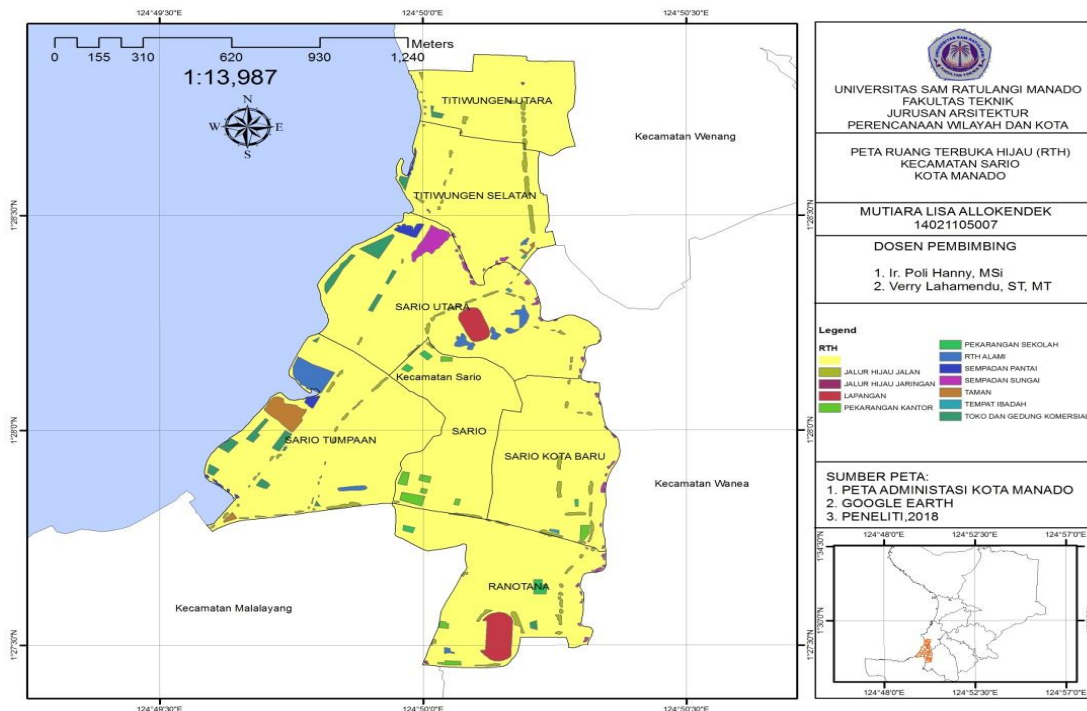 124°49'30"E 124°50'0"E 124°50'30"E
Meters
0 155 310 620 930 1,240
1:13,987
N
W E
S
TITIWUNGEN UTARA
Kecamatan Wenang
TITIWUNGEN SELATAN
1°28'30"N 1°28'30"N
SARIO UTARA
Kecamatan Sario
1°28'0"N 1°28'0"N
SARIO TUMPAAN
SARIO
SARIO KOTA BARU
Kecamatan Wanea
RANOTANA
Kecamatan Malalayang
1°27'30"N 1°27'30"N
124°49'30"E 124°50'0"E 124°50'30"E
UNIVERSITAS SAM RATULANGI MANADO
FAKULTAS TEKNIK
JURUSAN ARSITEKTUR
PERENCANAAN WILAYAH DAN KOTA
PETA RUANG TERBUKA HIJAU (RTH)
KECAMATAN SARIO
KOTA MANADO
MUTIARA LISA ALLOKENDEK
14021105007
DOSEN PEMBIMBING
1. Ir. Poli Hanny, MSi
2. Verry Lahamendu, ST, MT
Legend
RTH
JALUR HIJAU JALAN
JALUR HIJAU JARINGAN
LAPANGAN
PEKARANGAN KANTOR
PEKARANGAN SEKOLAH
RTH ALAMI
SEMPADAN PANTAI
SEMPADAN SUNGAI
TAMAN
TEMPAT IBADAH
TOKO DAN GEDUNG KOMERSIAL
SUMBER PETA:
1. PETA ADMINISTASI KOTA MANADO
2. GOOGLE EARTH
3. PENELITI,2018
124°48'0"E 124°52'30"E 124°57'0"E
1°34'30"N
1°30'0"N
124°48'0"E 124°52'30"E 124°57'0"E